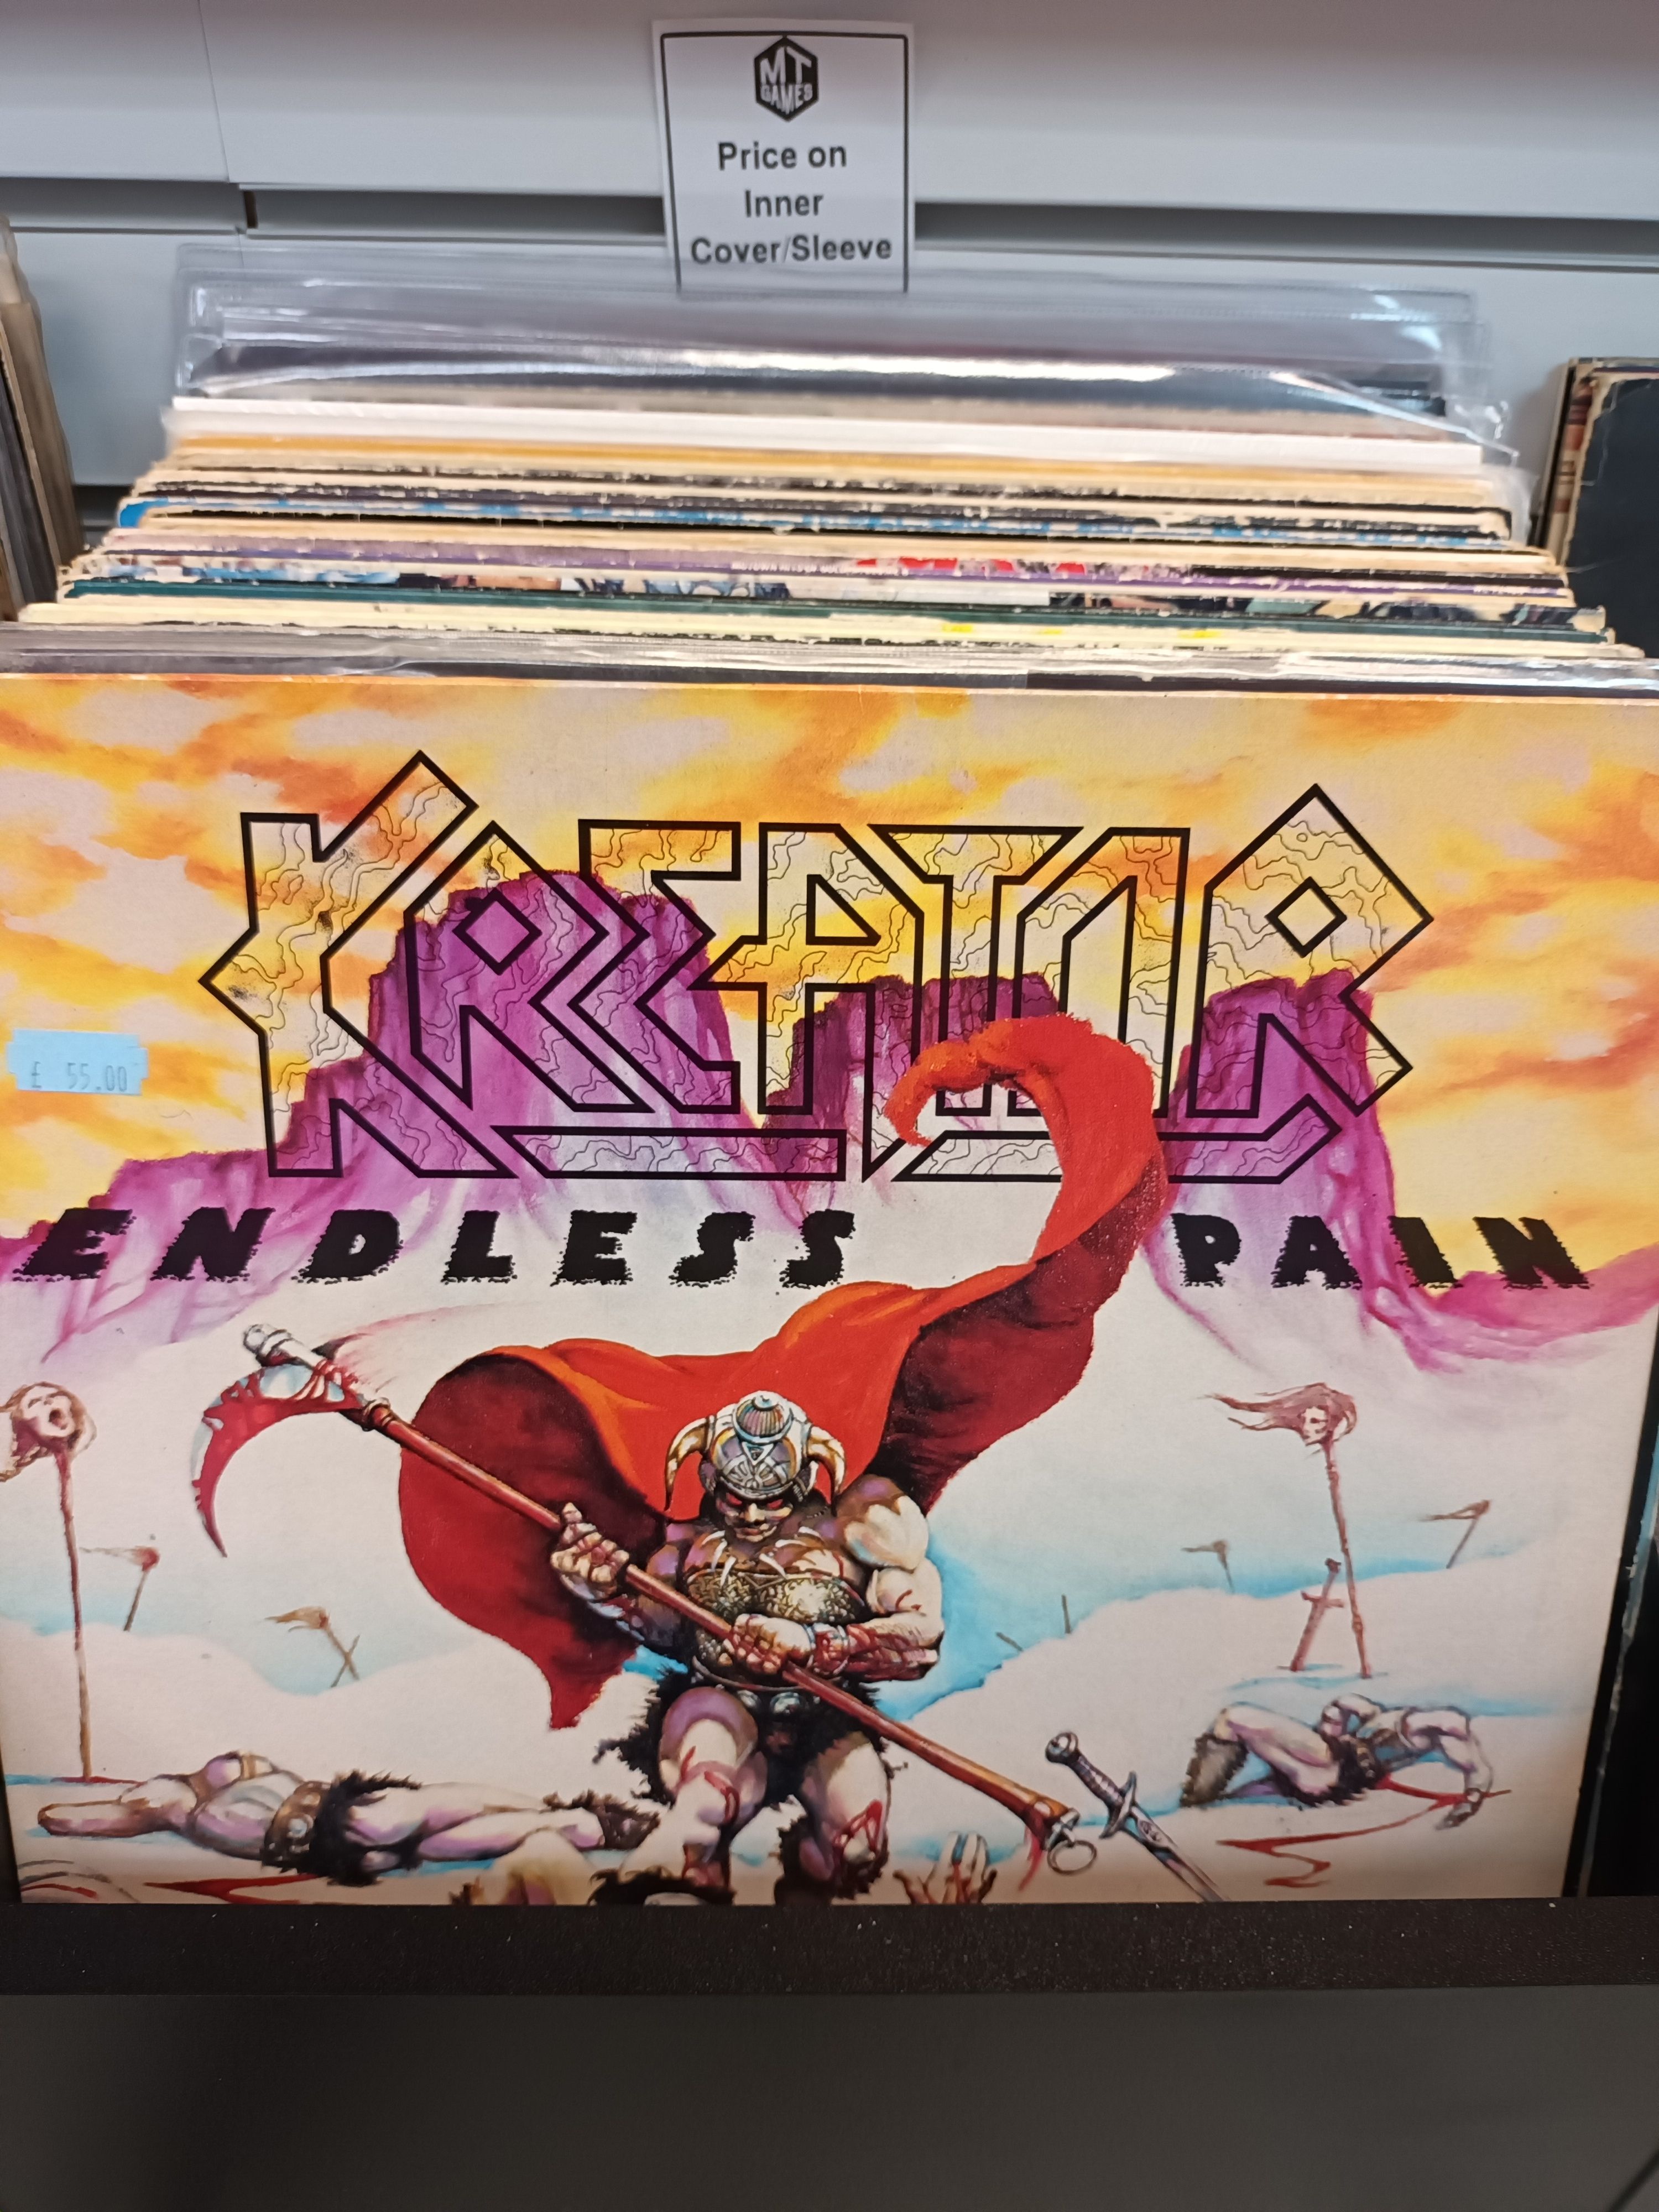 MT
GAMES
Price on
Inner
Cover/Sleeve
KREATOR
£ 55.00
ENDLESS PAIN